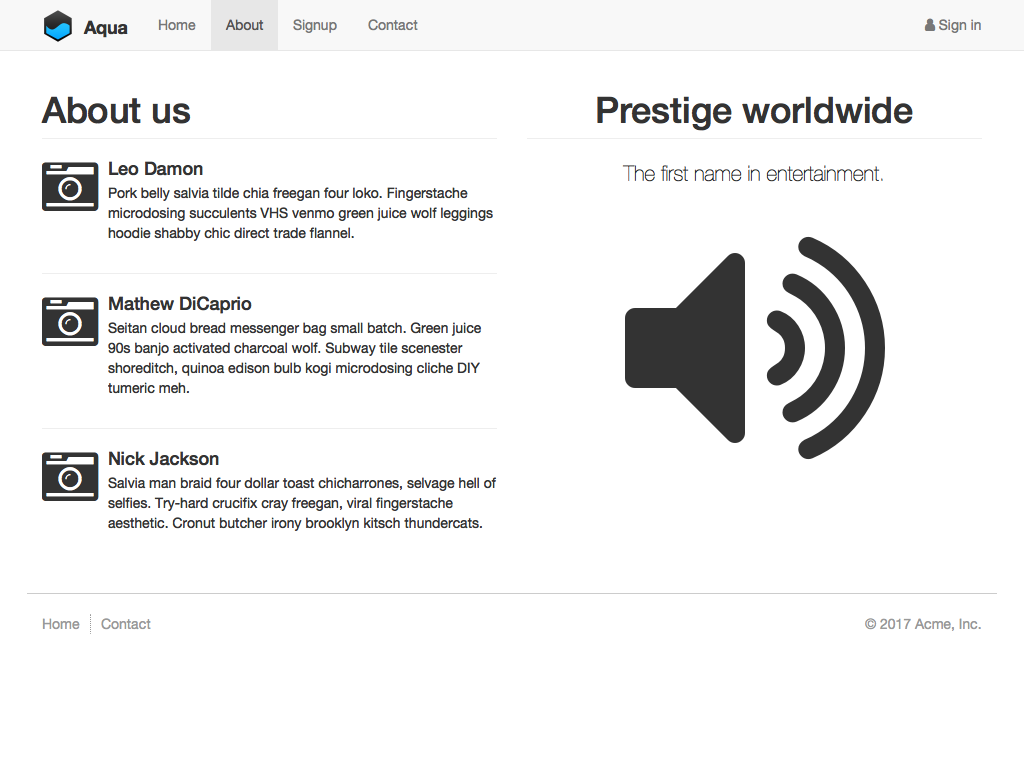 Aqua Home About Signup Contact Sign in
About us
Leo Damon
Pork belly salvia tilde chia freegan four loko. Fingerstache
microdosing succulents VHS venmo green juice wolf leggings
hoodie shabby chic direct trade flannel.
Mathew DiCaprio
Seitan cloud bread messenger bag small batch. Green juice
90s banjo activated charcoal wolf. Subway tile scenester
shoreditch, quinoa edison bulb kogi microdosing cliche DIY
tumeric meh.
Nick Jackson
Salvia man braid four dollar toast chicharrones, selvage hell of
selfies. Try-hard crucifix cray freegan, viral fingerstache
aesthetic. Cronut butcher irony brooklyn kitsch thundercats.
Prestige worldwide
The first name in entertainment.
Home Contact © 2017 Acme, Inc.